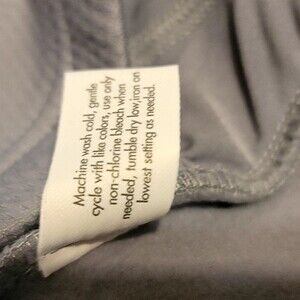 Machine wash cold, gentle
cycle with like colors, use only
non-chlorine bleach when
needed, tumble dry low,iron on
lowest setting as needed.